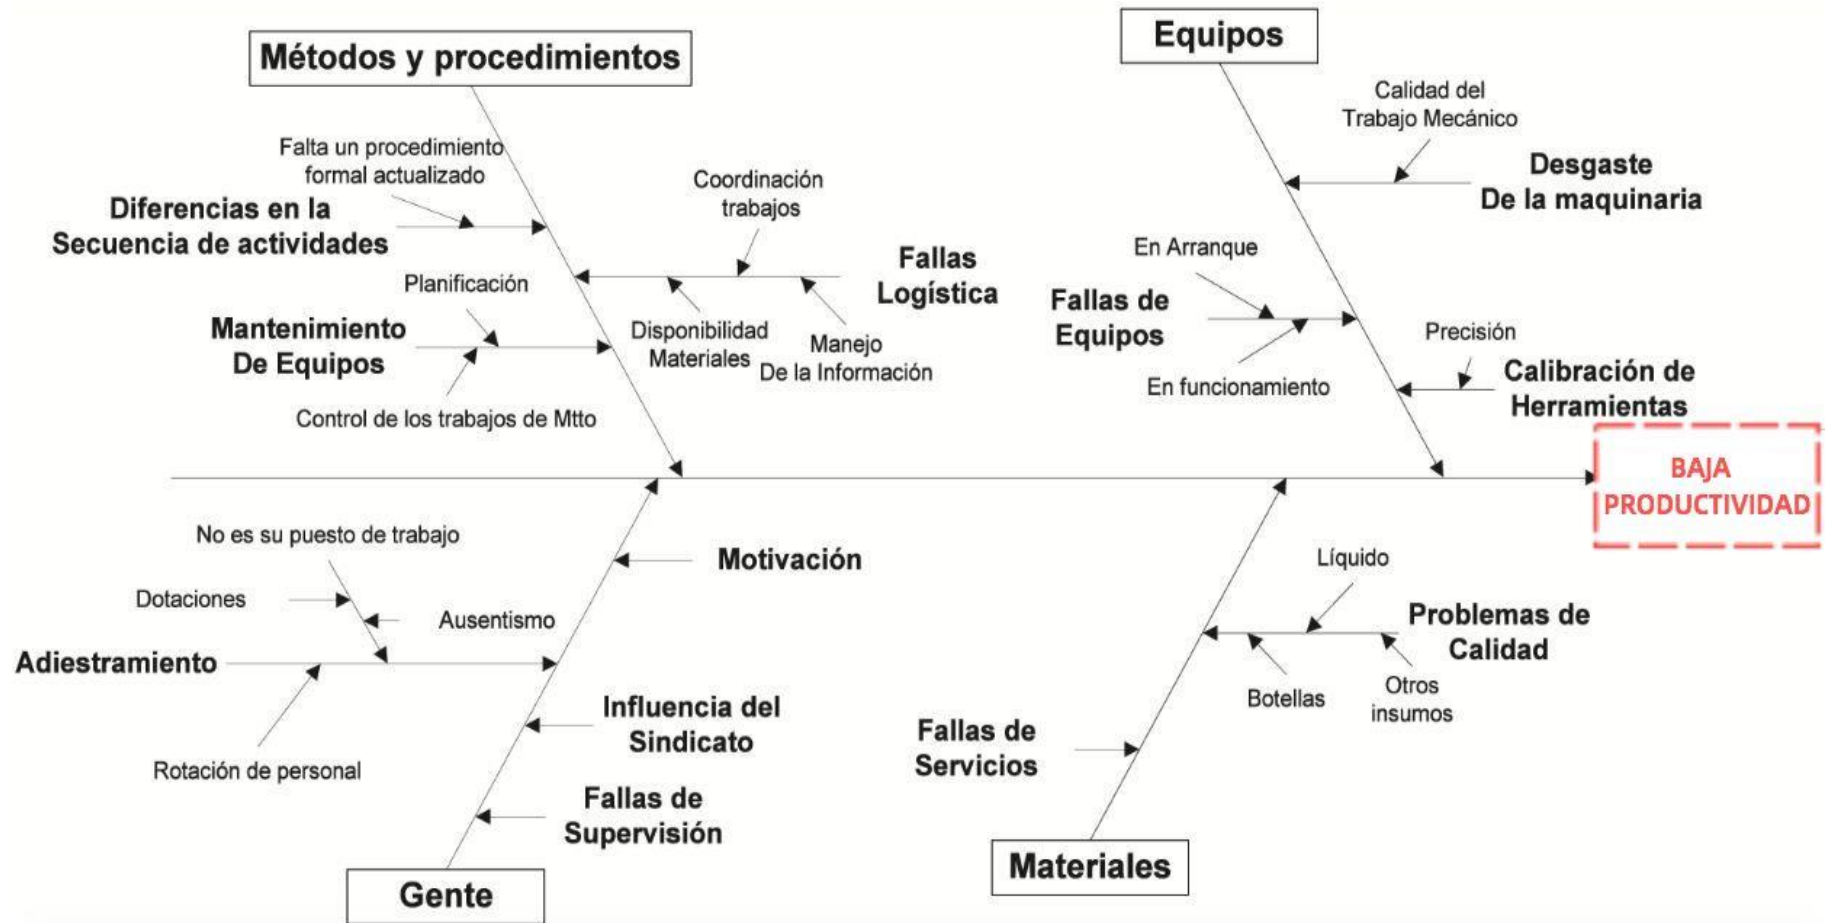 Métodos y procedimientos
Equipos
Falta un procedimiento
formal actualizado
Diferencias en la
Secuencia de actividades
Coordinación
trabajos
Fallas
Logística
Planificación
Mantenimiento
De Equipos
Disponibilidad
Materiales
Manejo
De la Información
Control de los trabajos de Mtto
Calidad del
Trabajo Mecánico
Desgaste
De la maquinaria
En Arranque
Fallas de
Equipos
En funcionamiento
Precisión
Calibración de
Herramientas
BAJA
PRODUCTIVIDAD
No es su puesto de trabajo
Dotaciones
Ausentismo
Adiestramiento
Rotación de personal
Motivación
Influencia del
Sindicato
Fallas de
Supervisión
Gente
Líquido
Problemas de
Calidad
Botellas
Otros
insumos
Fallas de
Servicios
Materiales